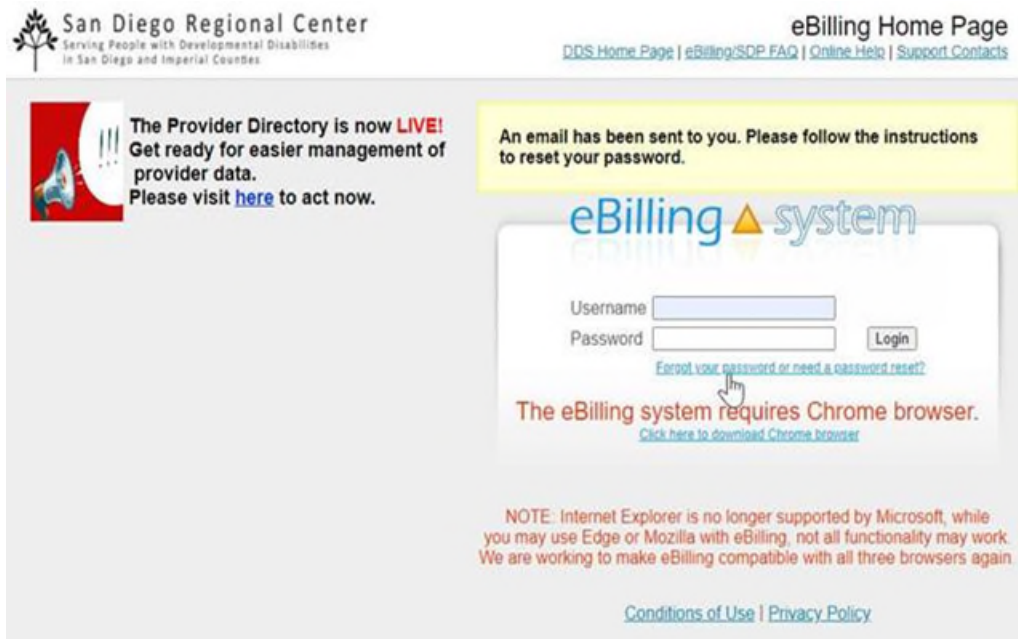 San Diego Regional Center
Serving People with Developmental Disabilities
in San Diego and Imperial Counties
eBilling Home Page
DDS Home Page | eBilling/SDP FAQ | Online Help | Support Contacts
!!!
The Provider Directory is now LIVE!
Get ready for easier management of
provider data.
Please visit here to act now.
An email has been sent to you. Please follow the instructions
to reset your password.
eBilling system
Username
Password
Login
Forgot your password or need a password reset?
The eBilling system requires Chrome browser.
Click here to download Chrome browser
NOTE: Internet Explorer is no longer supported by Microsoft, while
you may use Edge or Mozilla with eBilling, not all functionality may work.
We are working to make eBilling compatible with all three browsers again
Conditions of Use | Privacy Policy